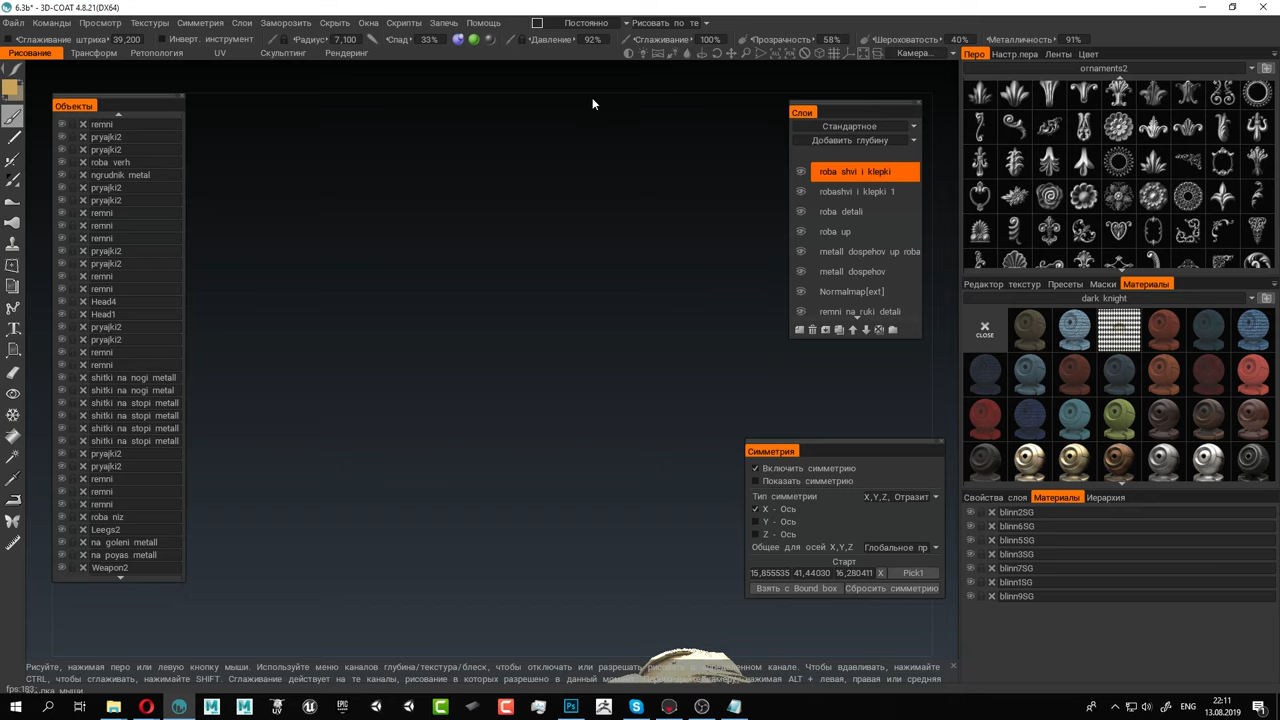 6.3b* - 3D-COAT 4.8.21(DX64)
Файл Команды Просмотр Текстуры Симметрия Слои Заморозить Скрыть Окна Скрипты Запечь Помощь Постоянно Рисовать по те
Сглаживание штриха 39,200 Инверт. инструмент Радиус 7,100 Спад 33% Давление 92% Сглаживание 100% Прозрачность 58% Шероховатость 40% Металличность 91%
Рисование Трансформ Ретопология UV Скульптинг Рендеринг Камера...
Перо Настр.пера Ленты Цвет
ornaments2
Объекты
remni
pryajki2
pryajki2
roba verh
ngrudnik metal
pryajki2
pryajki2
remni
remni
remni
pryajki2
pryajki2
remni
remni
Head4
Head1
pryajki2
pryajki2
remni
remni
shitki na nogi metall
shitki na nogi metal
shitki na stopi metall
shitki na stopi metall
shitki na stopi metall
shitki na stopi metall
pryajki2
pryajki2
remni
remni
remni
roba niz
Leegs2
na goleni metall
na poyas metall
Weapon2
Слои
Стандартное
Добавить глубину
roba shvi i klepki
robashvi i klepki 1
roba detali
roba up
metall dospehov up roba
metall dospehov
Normalmap[ext]
remni na ruki detali
Симметрия
Включить симметрию
Показать симметрию
Тип симметрии X,Y,Z, Отразит
X - Ось
Y - Ось
Z - Ось
Общее для осей X,Y,Z Глобальное пр
Старт
15,855535 41,44030 16,280411 X Pick1
Взять с Bound box Сбросить симметрию
Редактор текстур Пресеты Маски Материалы
dark knight
CLOSE
Свойства слоя Материалы Иерархия
blinn2SG
blinn6SG
blinn5SG
blinn3SG
blinn7SG
blinn1SG
blinn9SG
Рисуйте, нажимая перо или левую кнопку мыши. Используйте меню каналов глубина/текстура/блеск, чтобы отключить или разрешать
CTRL, чтобы сглаживать, нажимайте SHIFT. Сглаживание действует на те каналы, рисование в которых разрешено в данный
нажимая ALT + левая, правая или средняя
fps:183,
22:11
ENG
13.08.2019